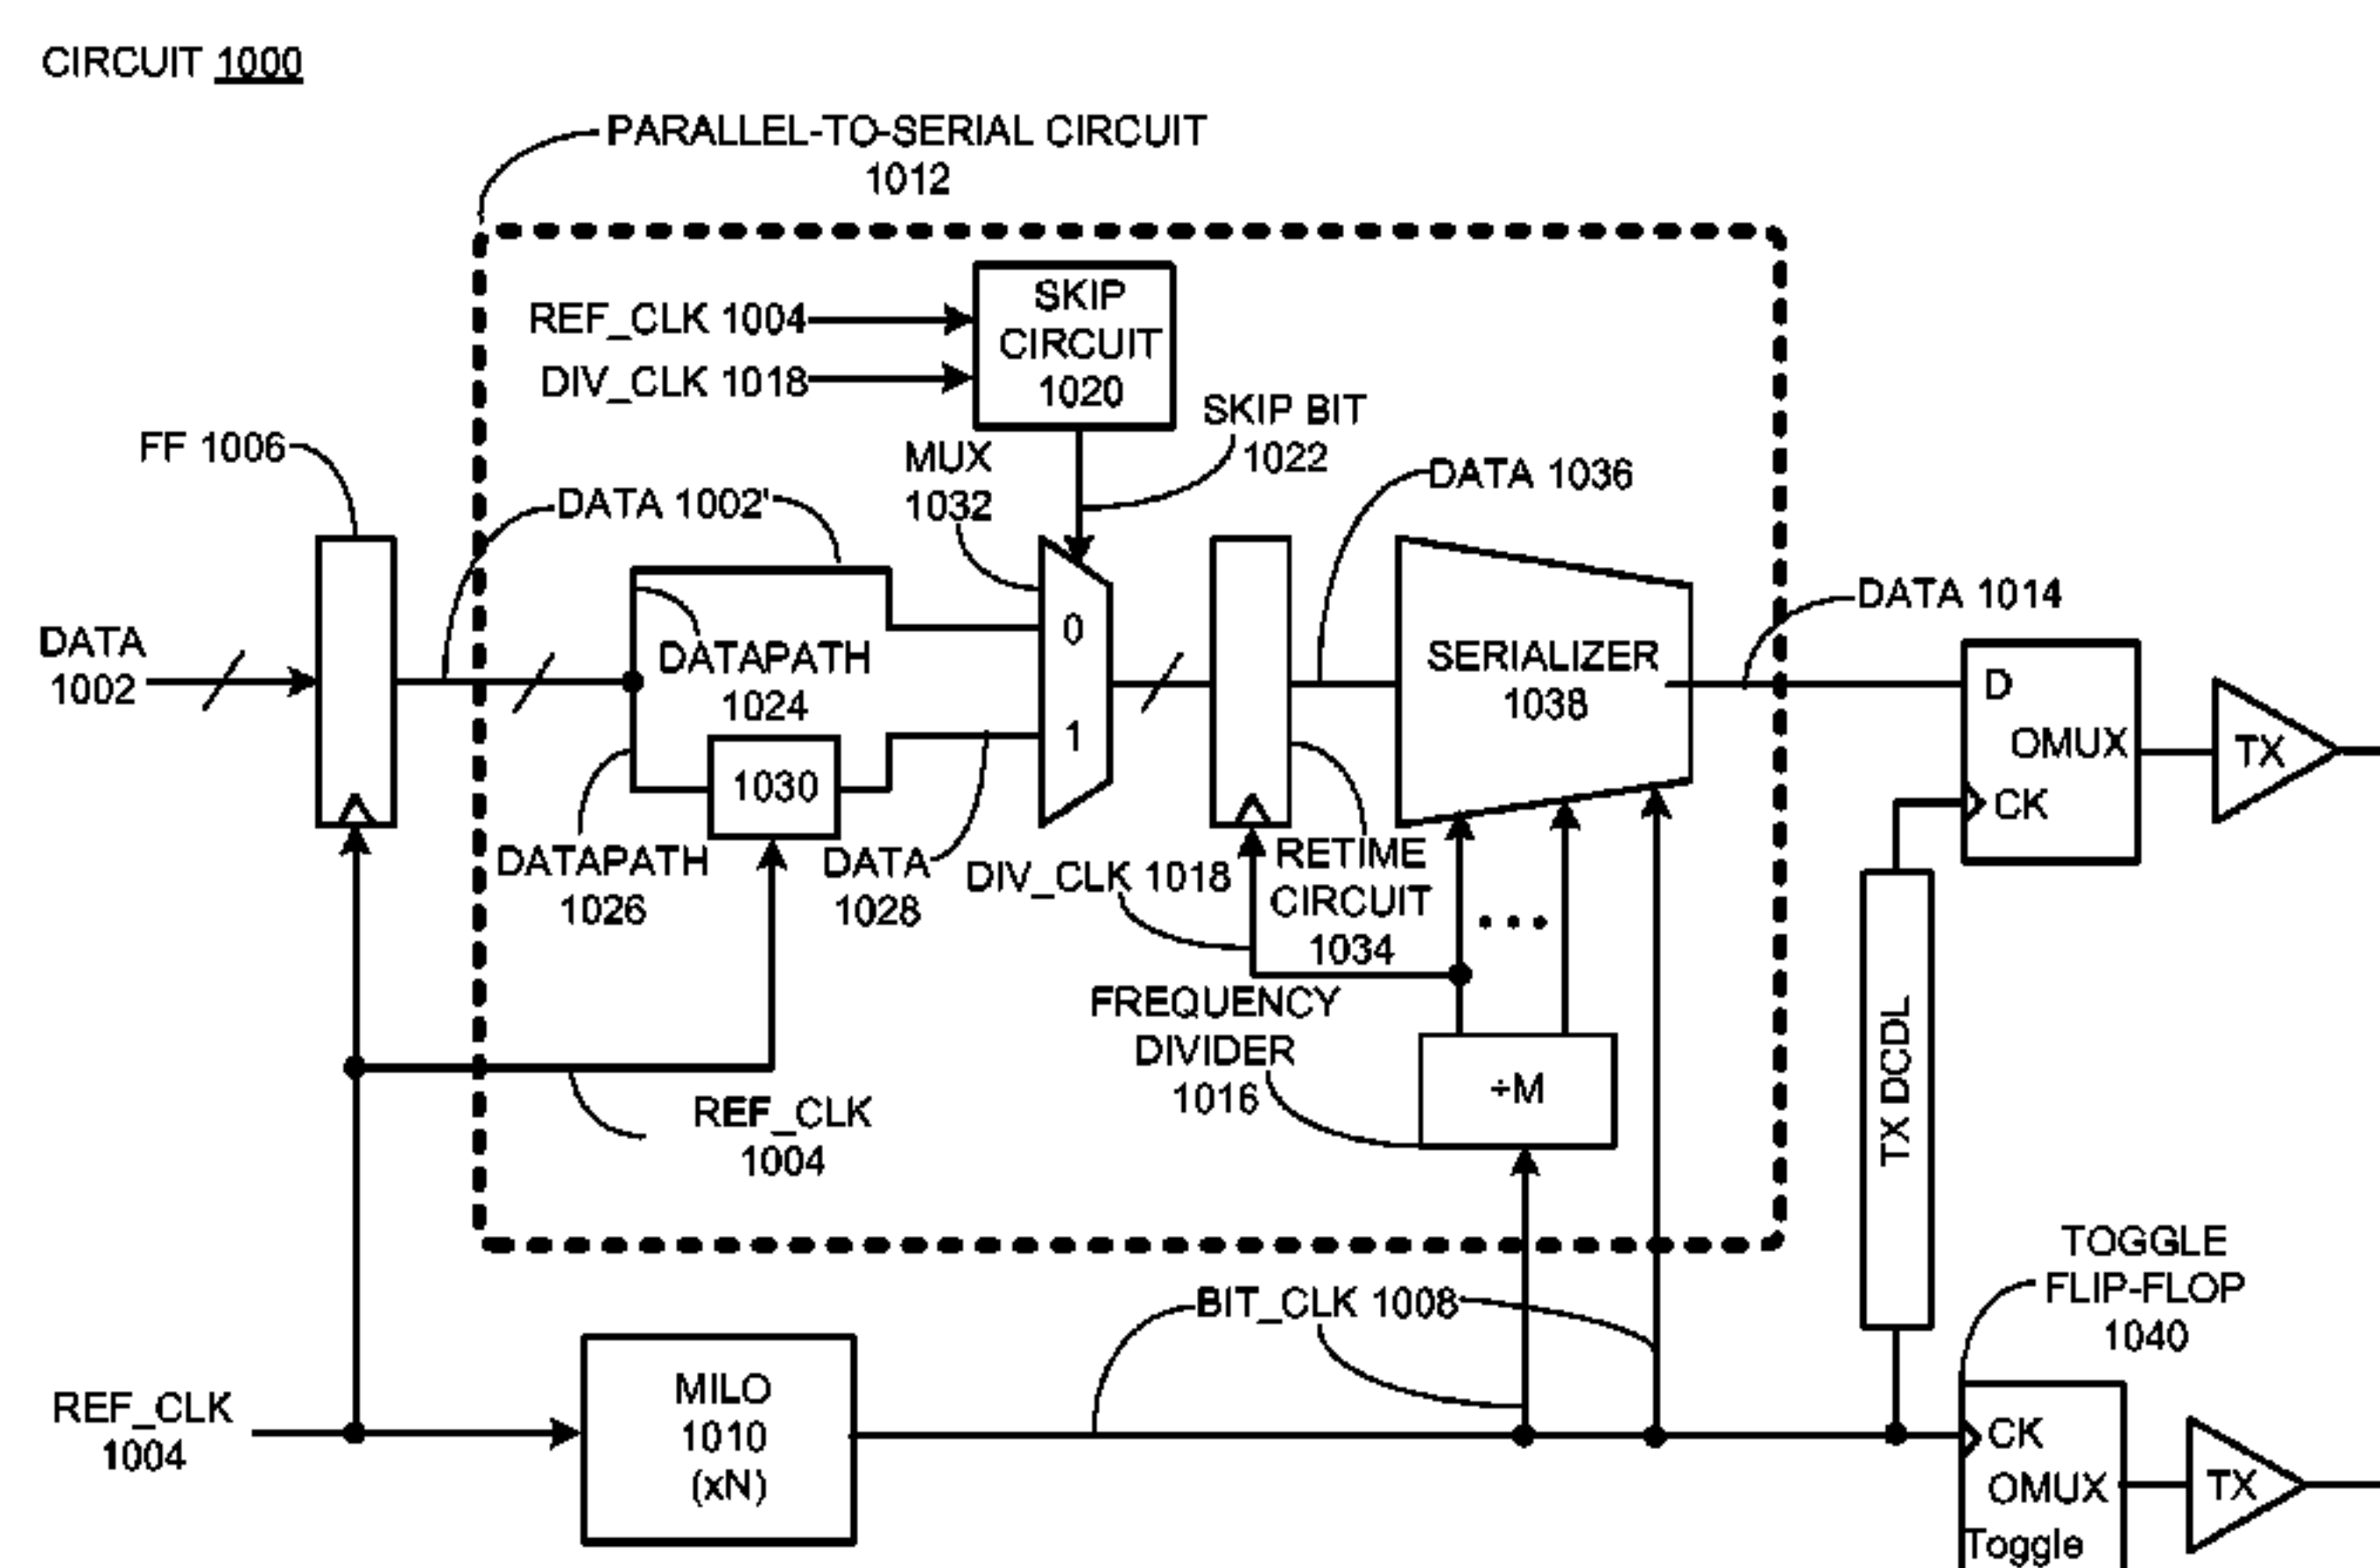 CIRCUIT 1000
PARALLEL-TO-SERIAL CIRCUIT
1012
REF_CLK 1004
DIV_CLK 1018
SKIP
CIRCUIT
1020
SKIP BIT
1022
FF 1006
MUX
1032
DATA 1002'
DATA 1036
DATA
1002
DATAPATH
1024
0
1
SERIALIZER
1038
DATA 1014
D
OMUX
CK
TX
1030
DATAPATH
1026
DATA
1028
DIV_CLK 1018
RETIME
CIRCUIT
1034
...
FREQUENCY
DIVIDER
1016
÷M
TX DCDL
REF_CLK
1004
BIT_CLK 1008
TOGGLE
FLIP-FLOP
1040
REF_CLK
1004
MILO
1010
(xN)
CK
OMUX
Toggle
TX